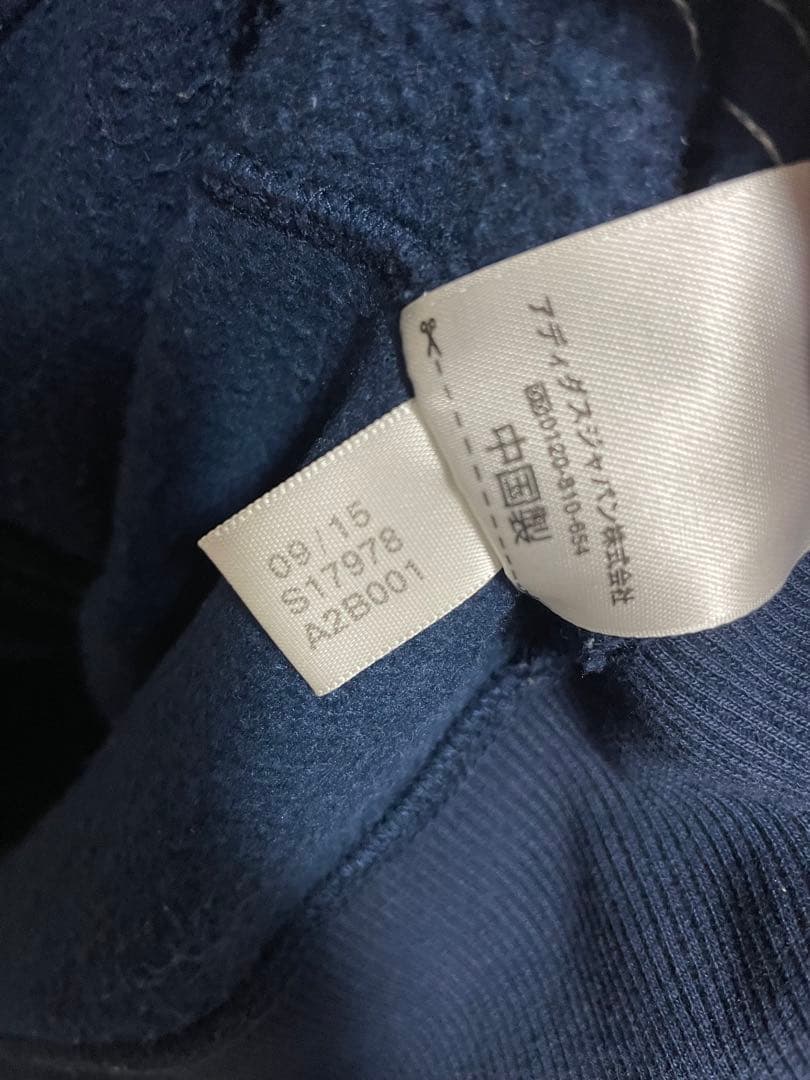 アディダスジャパン株式会社
0120-810-654
中国製
09/15
S17978
A2B001